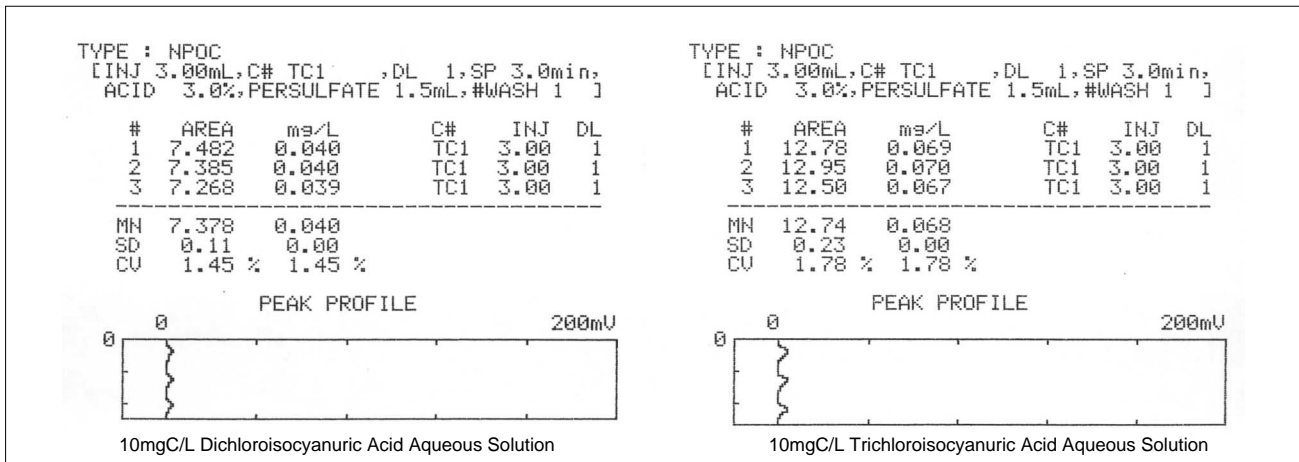 TYPE : NPOC
[INJ 3.00mL,C# TC1 ,DL 1,SP 3.0min,
ACID 3.0%,PERSULFATE 1.5mL,#WASH 1 ]
# AREA mg/L C# INJ DL
1 7.482 0.040 TC1 3.00 1
2 7.385 0.040 TC1 3.00 1
3 7.268 0.039 TC1 3.00 1
MN 7.378 0.040
SD 0.11 0.00
CV 1.45 % 1.45 %
PEAK PROFILE
0 200mV
0
10mgC/L Dichloroisocyanuric Acid Aqueous Solution
TYPE : NPOC
[INJ 3.00mL,C# TC1 ,DL 1,SP 3.0min,
ACID 3.0%,PERSULFATE 1.5mL,#WASH 1 ]
# AREA mg/L C# INJ DL
1 12.78 0.069 TC1 3.00 1
2 12.95 0.070 TC1 3.00 1
3 12.50 0.067 TC1 3.00 1
MN 12.74 0.068
SD 0.23 0.00
CV 1.78 % 1.78 %
PEAK PROFILE
0 200mV
0
10mgC/L Trichloroisocyanuric Acid Aqueous Solution